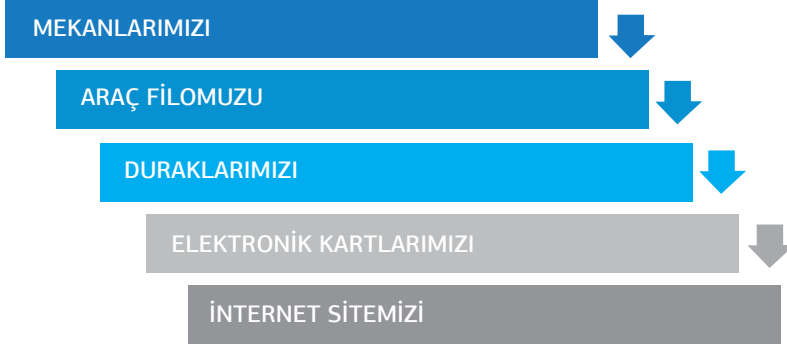 MEKANLARIMIZI
ARAÇ FİLOMUZU
DURAKLARIMIZI
ELEKTRONİK KARTLARIMIZI
İNTERNET SİTEMİZİ